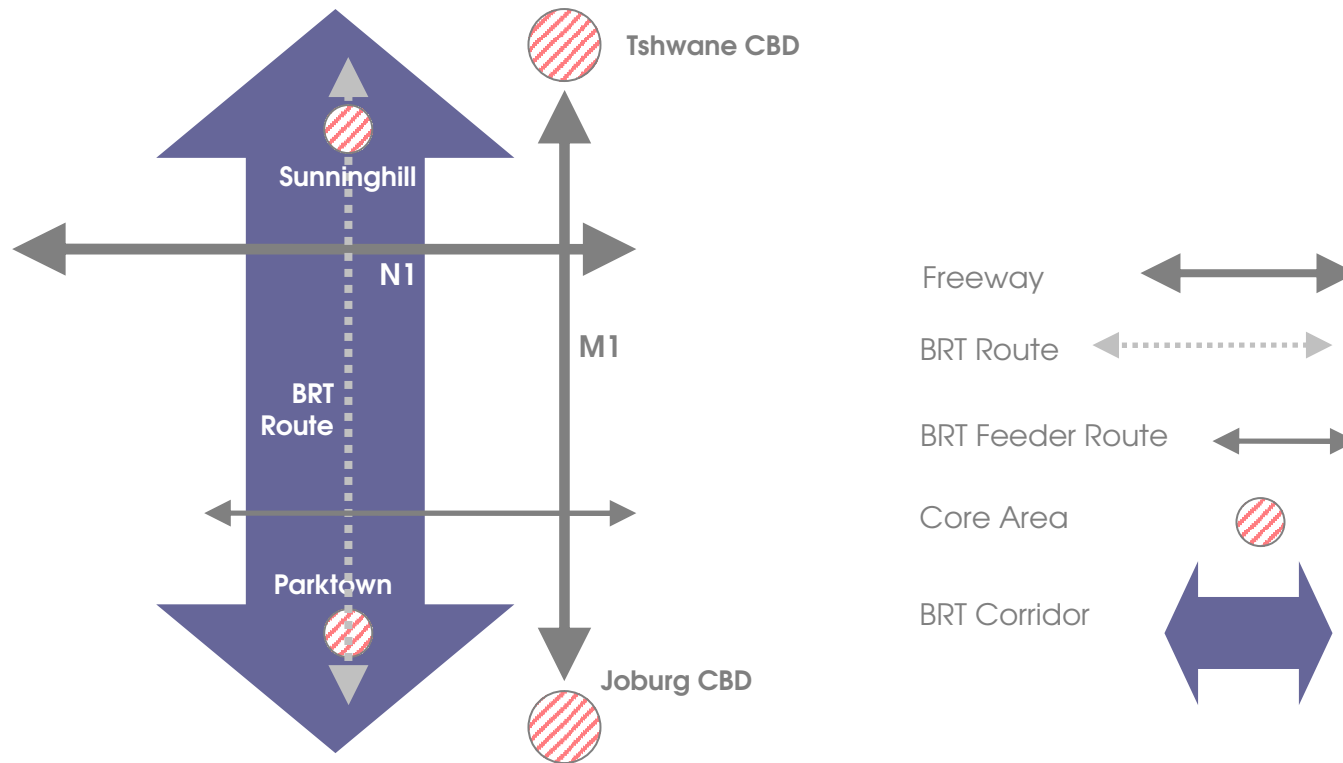 Tshwane CBD
Sunninghill
N1
M1
BRT
Route
Parktown
Joburg CBD
Freeway
BRT Route
BRT Feeder Route
Core Area
BRT Corridor